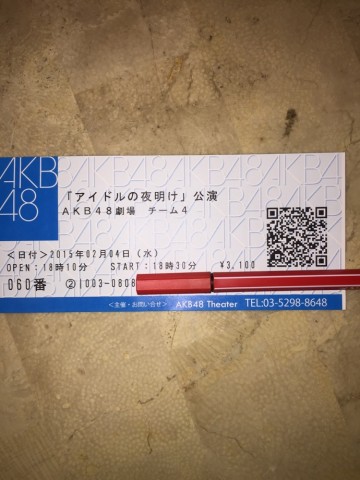 AKB
48
「アイドルの夜明け」公演
AKB48劇場 チーム4
<日付>2015年02月04日(水)
OPEN:18時10分 START:18時30分 ¥3,100
060番 ②1003-0808
<主催・お問い合せ> AKB48 Theater TEL:03-5298-8648